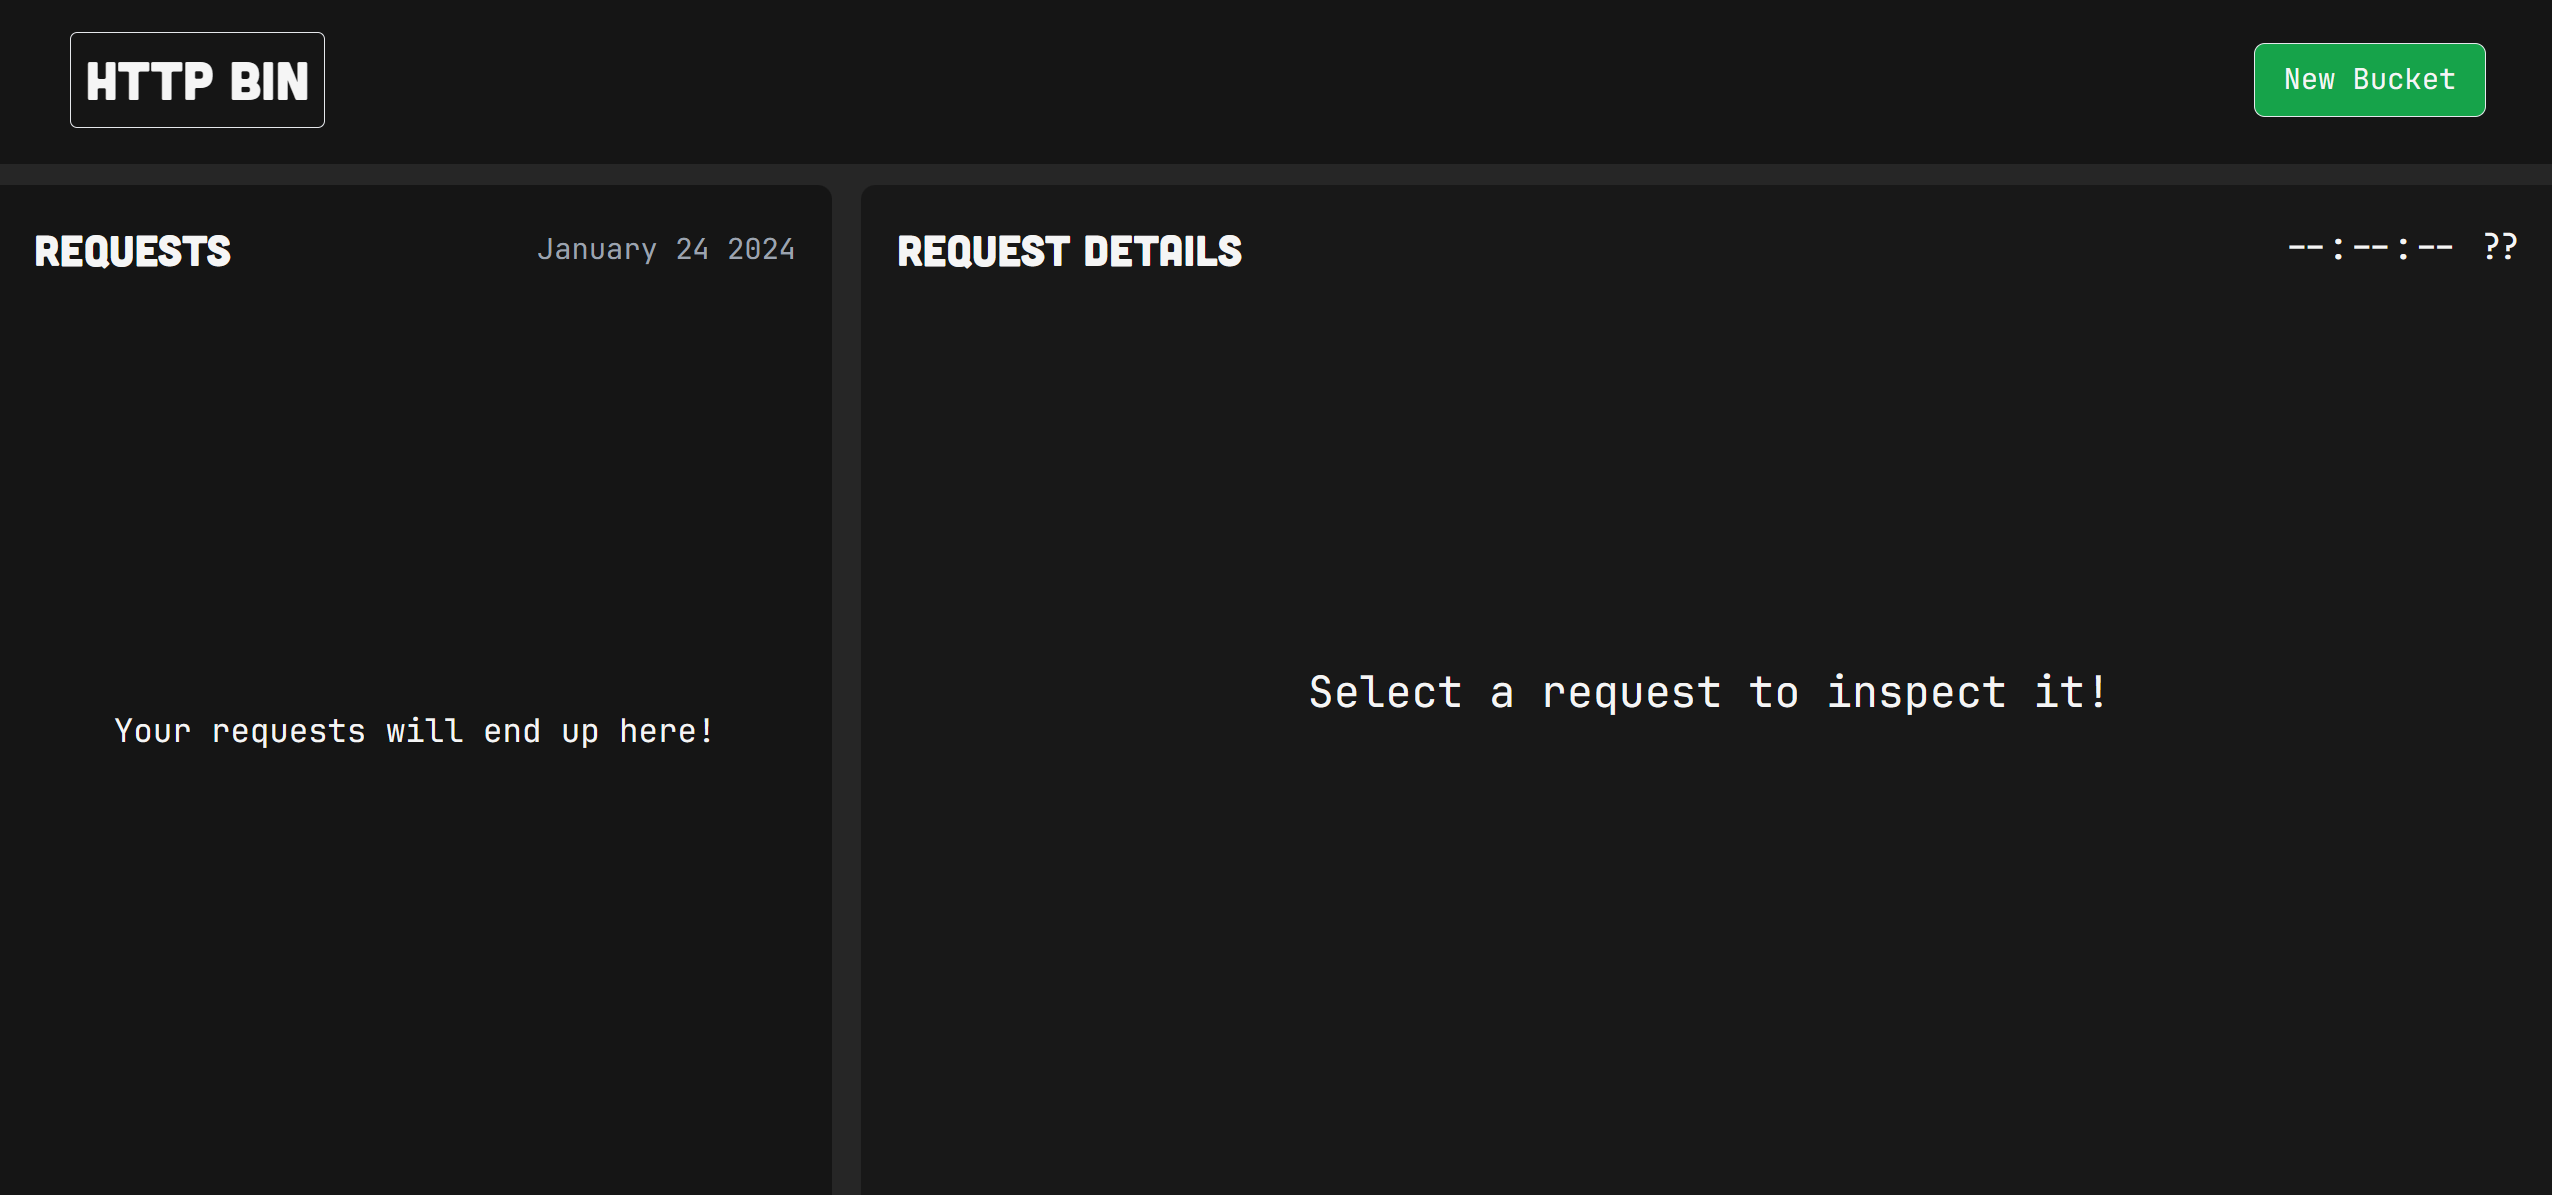 HTTP BIN
New Bucket
REQUESTS
January 24 2024
Your requests will end up here!
REQUEST DETAILS
--:--:-- ??
Select a request to inspect it!